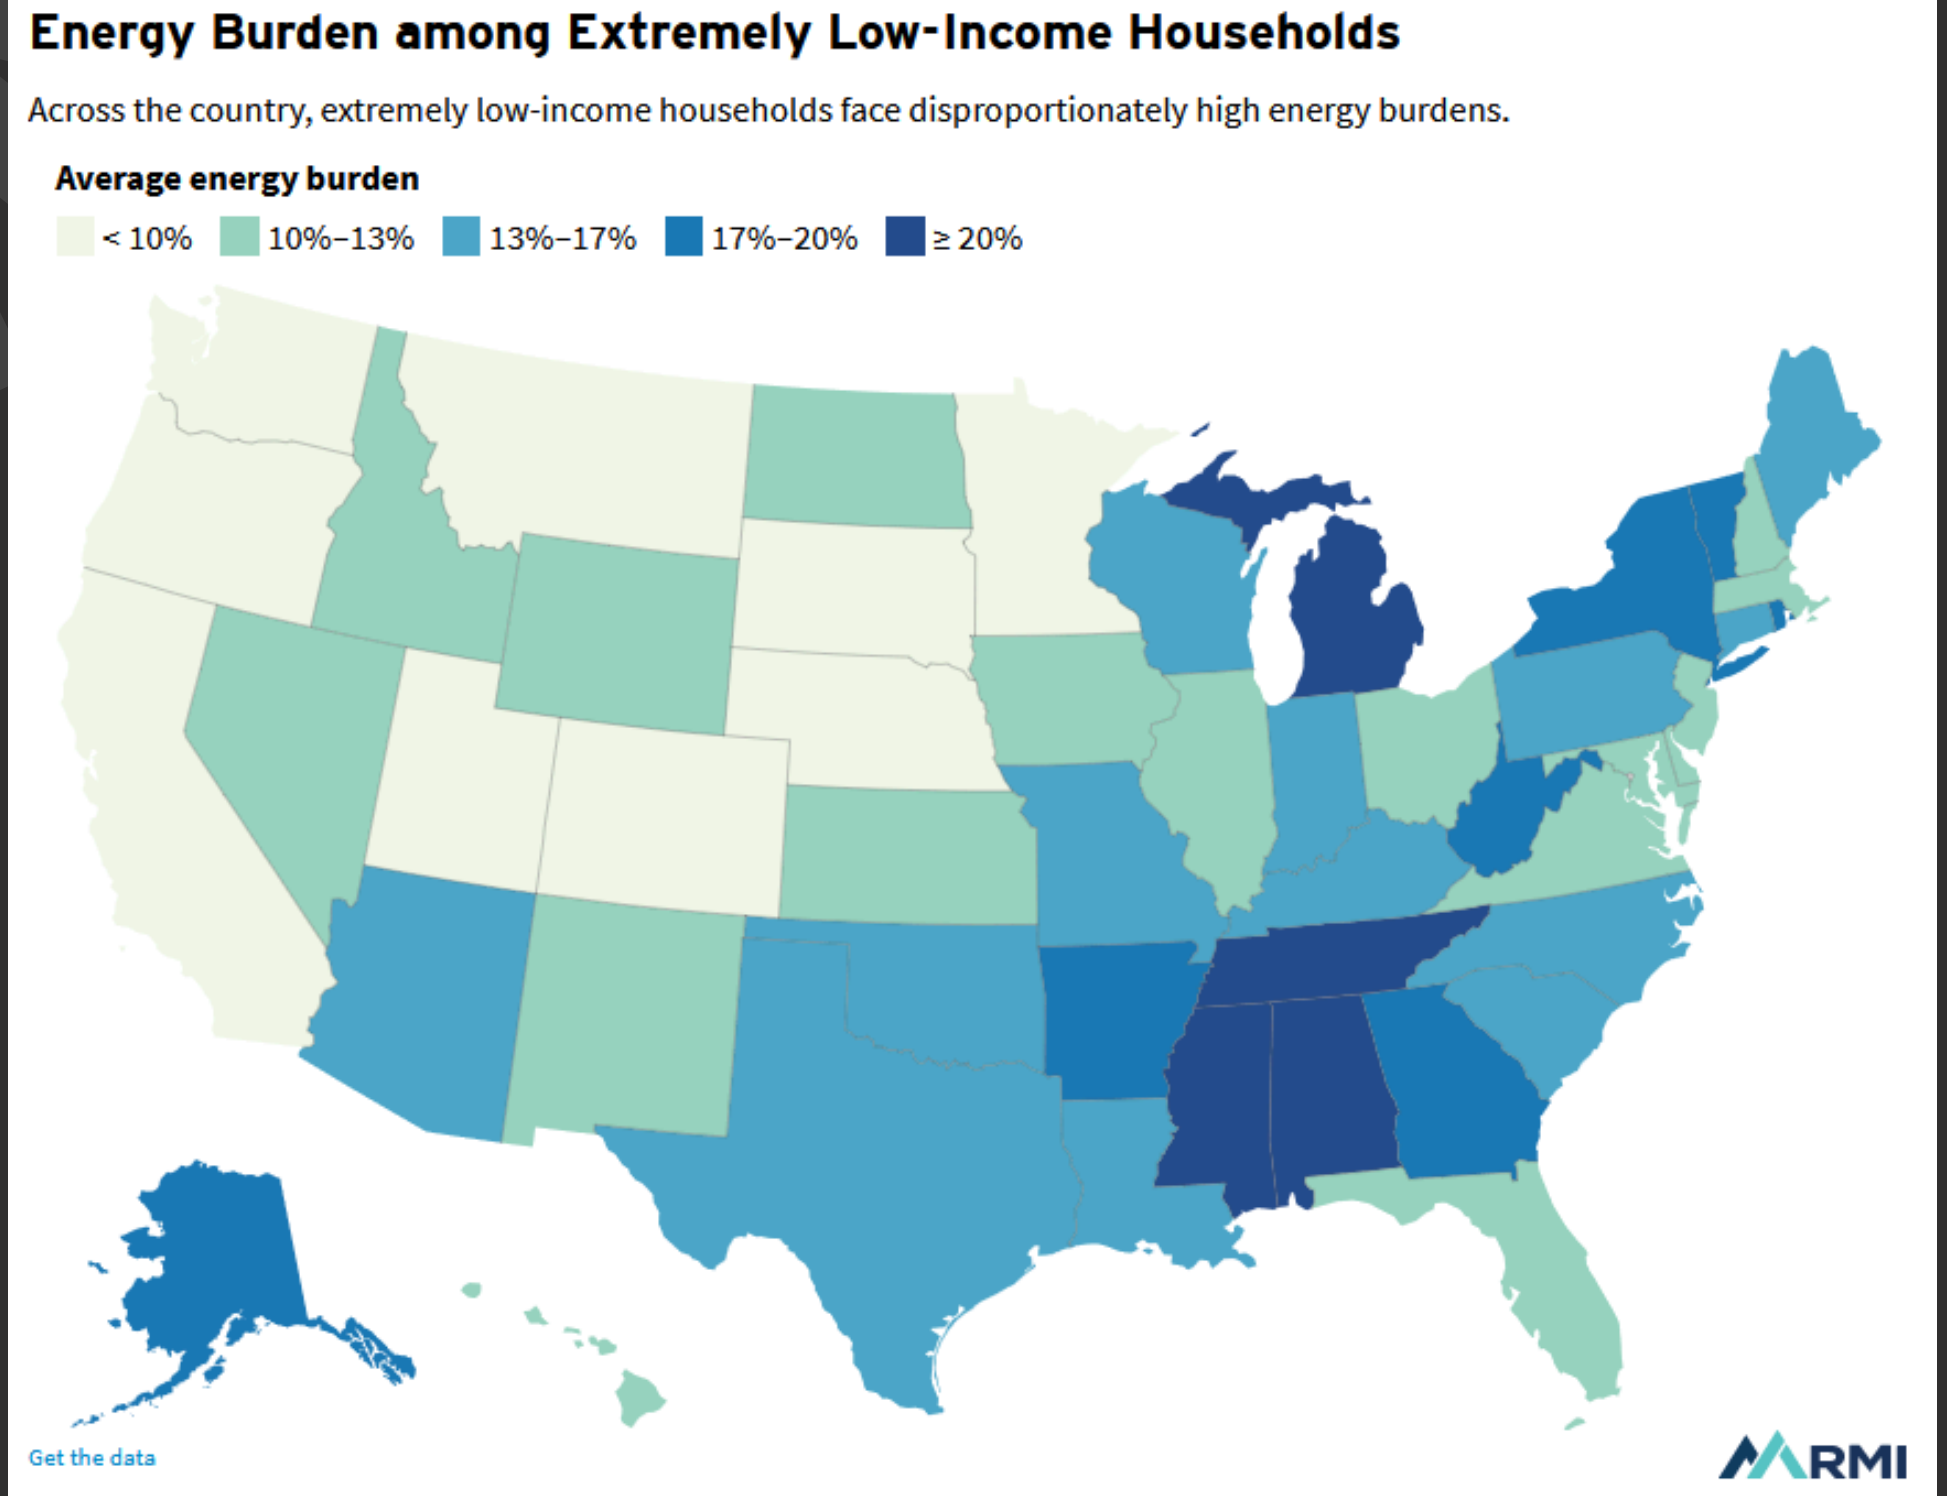 Energy Burden among Extremely Low-Income Households
Across the country, extremely low-income households face disproportionately high energy burdens.
Average energy burden
< 10% 10%–13% 13%–17% 17%–20% ≥ 20%
Get the data
RMI